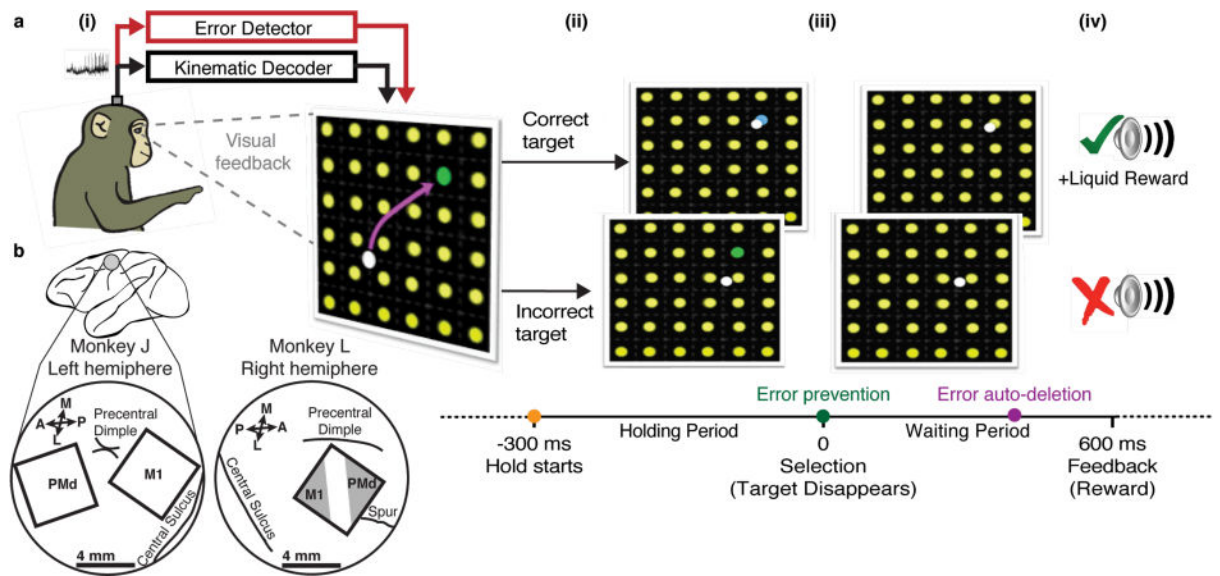 a
(i)
(ii)
(iii)
(iv)
Error Detector
Kinematic Decoder
Visual
feedback
Correct
target
Incorrect
target
+Liquid Reward
b
Monkey J
Left hemiphere
Monkey L
Right hemiphere
M
A
P
L
Precentral
Dimple
PMd
M1
Central Sulcus
4 mm
M
P
A
L
Precentral
Dimple
Central Sulcus
M1
PMd
Spur
4 mm
Error prevention
Error auto-deletion
Holding Period
Waiting Period
-300 ms
Hold starts
0
Selection
(Target Disappears)
600 ms
Feedback
(Reward)